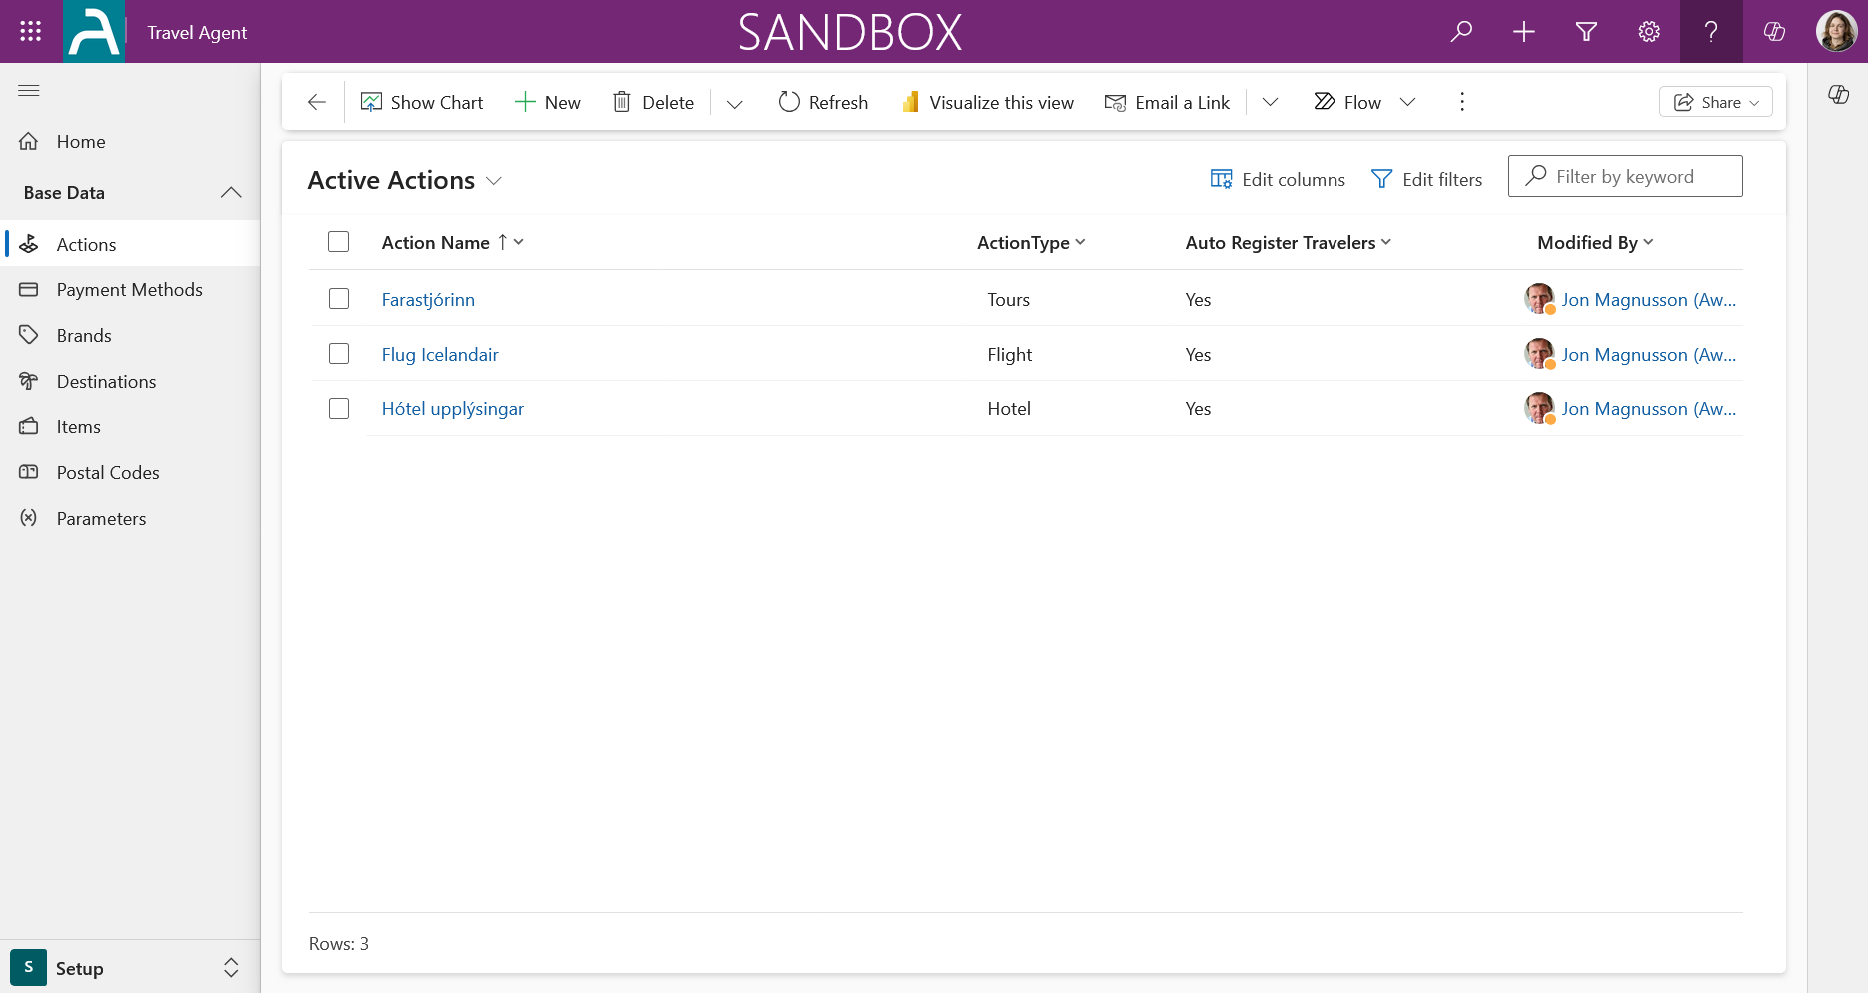 Travel Agent
SANDBOX
Show Chart
New
Delete
Refresh
Visualize this view
Email a Link
Flow
Share
Home
Base Data
Actions
Payment Methods
Brands
Destinations
Items
Postal Codes
Parameters
S
Setup
Active Actions
Edit columns
Edit filters
Filter by keyword
Action Name ActionType Auto Register Travelers Modified By
Farastjórinn Tours Yes Jon Magnusson (Aw...
Flug Icelandair Flight Yes Jon Magnusson (Aw...
Hótel upplýsingar Hotel Yes Jon Magnusson (Aw...
Rows: 3